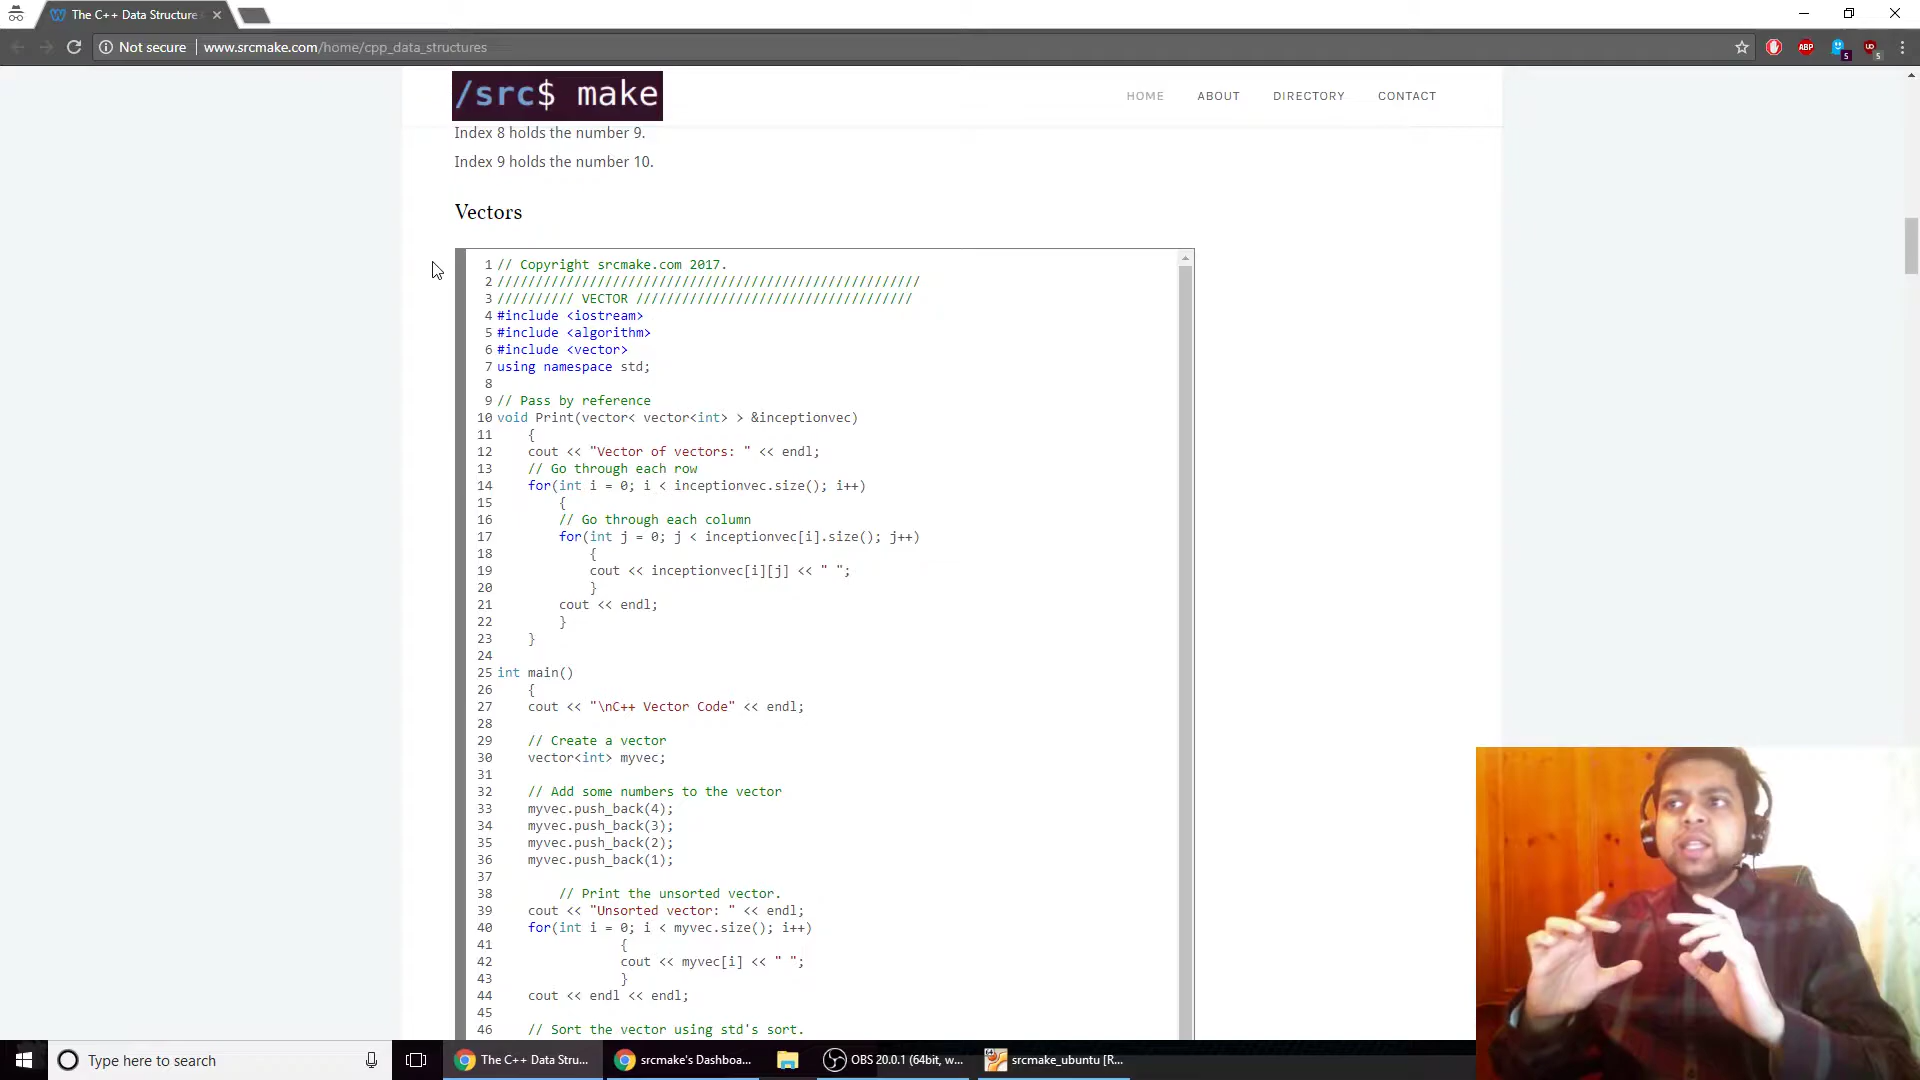 The C++ Data Structure
Not secure
www.srcmake.com/home/cpp_data_structures
ABP
5
UD
5
/src$ make
HOME
ABOUT
DIRECTORY
CONTACT
Index 8 holds the number 9.
Index 9 holds the number 10.
Vectors
1 // Copyright srcmake.com 2017.
2 ///////////////////////////////////////////////////////
3 ////////// VECTOR ////////////////////////////////////
4 #include <iostream>
5 #include <algorithm>
6 #include <vector>
7 using namespace std;
8
9 // Pass by reference
10 void Print(vector< vector<int> > &inceptionvec)
11 {
12 cout << "Vector of vectors: " << endl;
13 // Go through each row
14 for(int i = 0; i < inceptionvec.size(); i++)
15 {
16 // Go through each column
17 for(int j = 0; j < inceptionvec[i].size(); j++)
18 {
19 cout << inceptionvec[i][j] << " ";
20 }
21 cout << endl;
22 }
23 }
24
25 int main()
26 {
27 cout << "\nC++ Vector Code" << endl;
28
29 // Create a vector
30 vector<int> myvec;
31
32 // Add some numbers to the vector
33 myvec.push_back(4);
34 myvec.push_back(3);
35 myvec.push_back(2);
36 myvec.push_back(1);
37
38 // Print the unsorted vector.
39 cout << "Unsorted vector: " << endl;
40 for(int i = 0; i < myvec.size(); i++)
41 {
42 cout << myvec[i] << " ";
43 }
44 cout << endl << endl;
45
46 // Sort the vector using std's sort.
Type here to search
The C++ Data Stru...
srcmake's Dashboa...
OBS 20.0.1 (64bit, w...
srcmake_ubuntu [R...